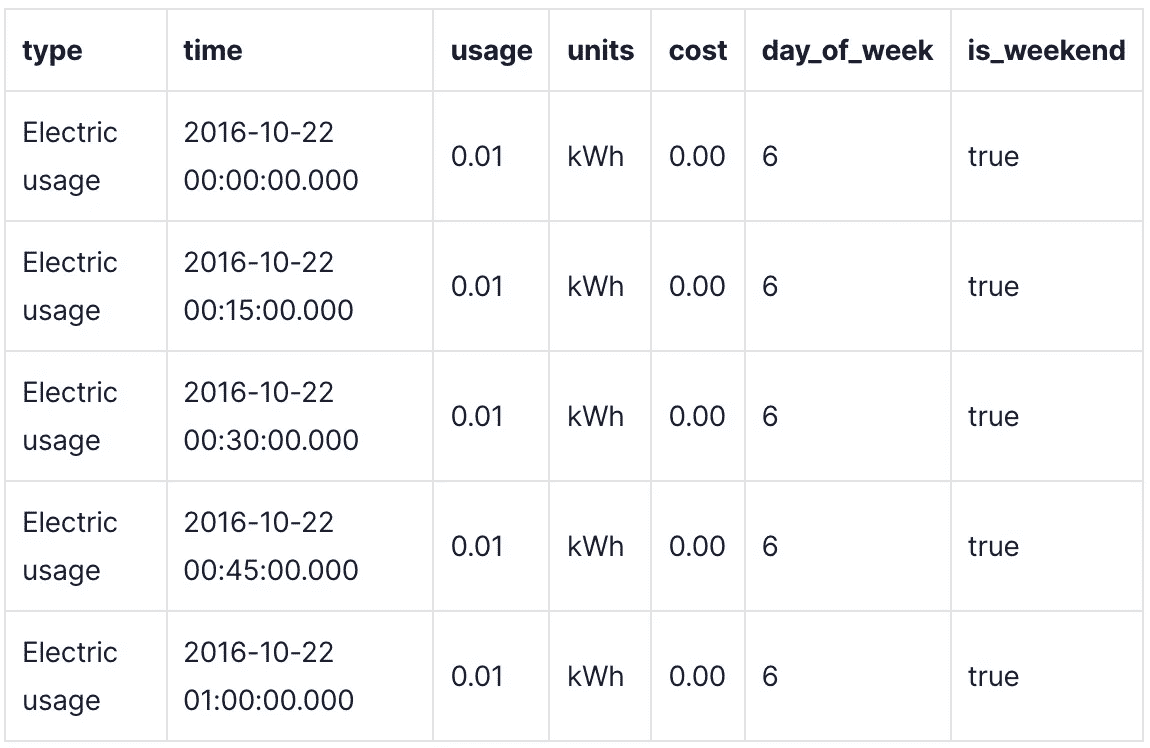 type time usage units cost day_of_week is_weekend
Electric usage 2016-10-22 00:00:00.000 0.01 kWh 0.00 6 true
Electric usage 2016-10-22 00:15:00.000 0.01 kWh 0.00 6 true
Electric usage 2016-10-22 00:30:00.000 0.01 kWh 0.00 6 true
Electric usage 2016-10-22 00:45:00.000 0.01 kWh 0.00 6 true
Electric usage 2016-10-22 01:00:00.000 0.01 kWh 0.00 6 true